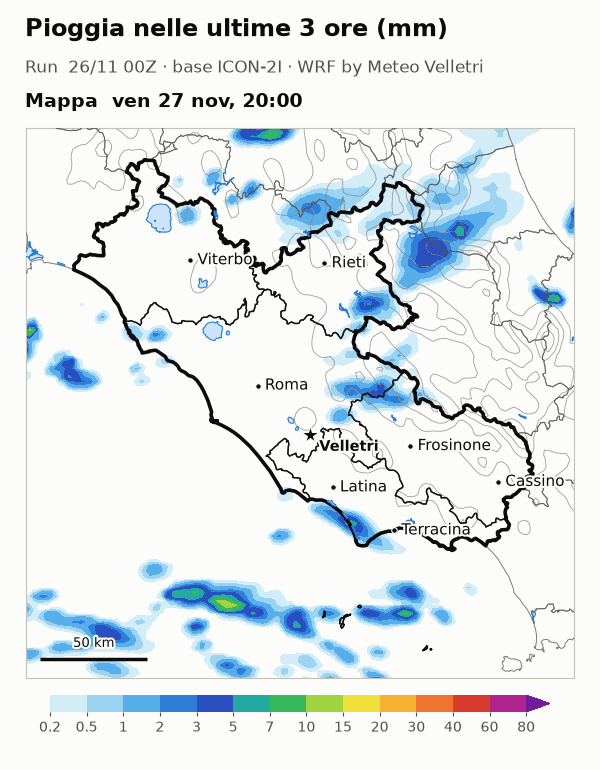 Pioggia nelle ultime 3 ore (mm)
Run  26/11 00Z · base ICON-2I · WRF by Meteo Velletri
Mappa  ven 27 nov, 20:00
Viterbo
Rieti
Roma
Velletri
Frosinone
Latina
Cassino
Terracina
50 km
0.2 0.5 1 2 3 5 7 10 15 20 30 40 60 80